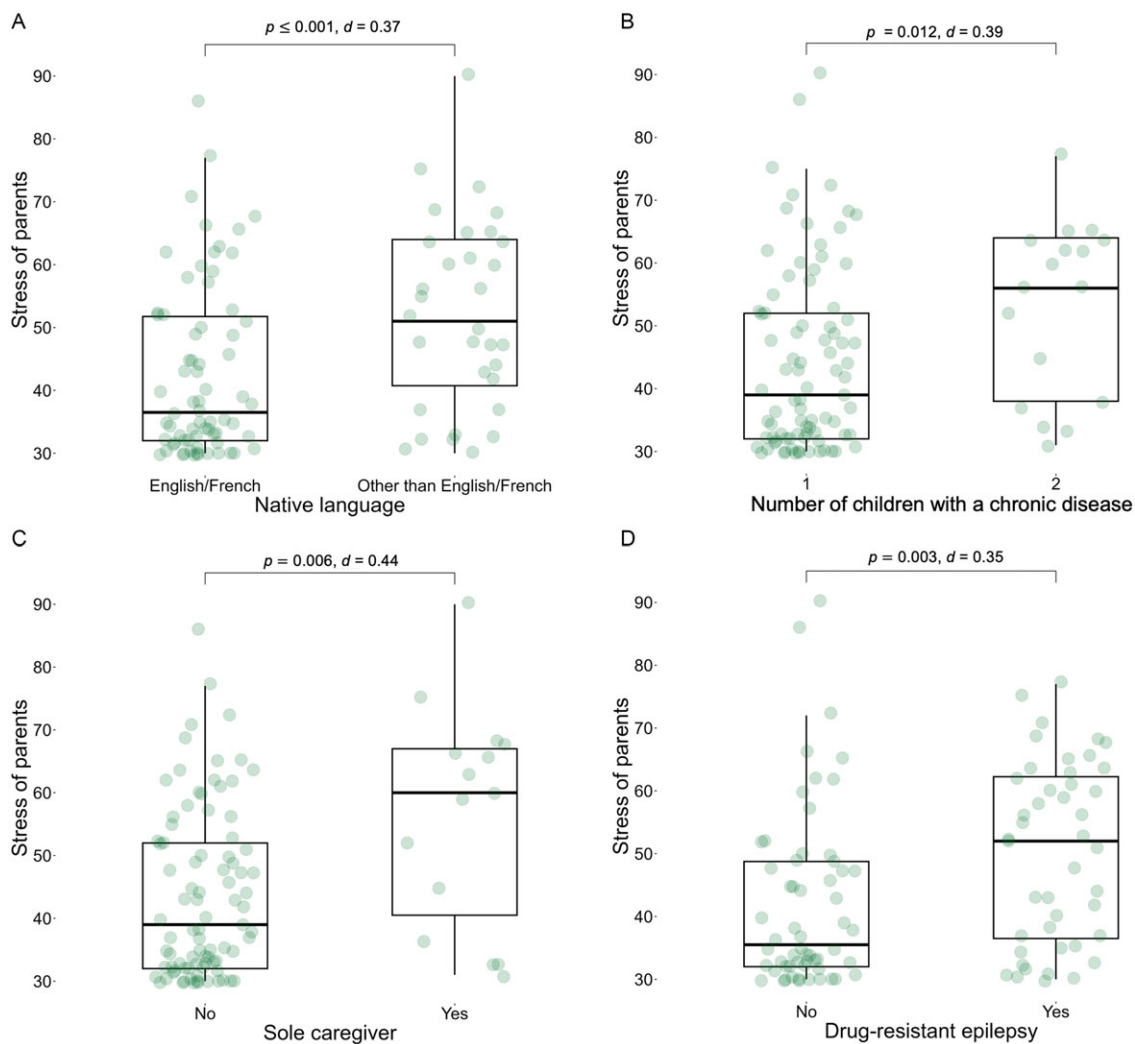 A
p ≤ 0.001, d = 0.37
90
80
70
60
50
40
30
Stress of parents
English/French
Other than English/French
Native language
B
p = 0.012, d = 0.39
90
80
70
60
50
40
30
Stress of parents
1
2
Number of children with a chronic disease
C
p = 0.006, d = 0.44
90
80
70
60
50
40
30
Stress of parents
No
Yes
Sole caregiver
D
p = 0.003, d = 0.35
90
80
70
60
50
40
30
Stress of parents
No
Yes
Drug-resistant epilepsy